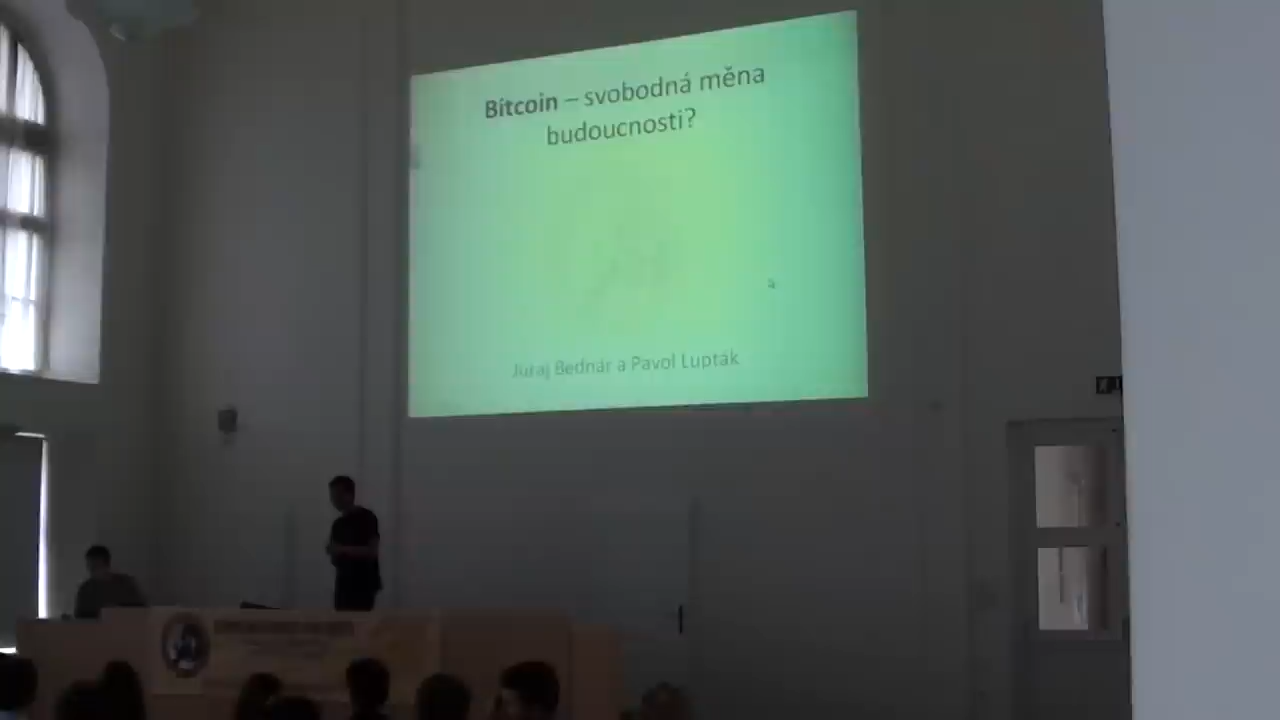 Bitcoin – svobodná měna
budoucnosti?
Juraj Bednár a Pavol Lupták